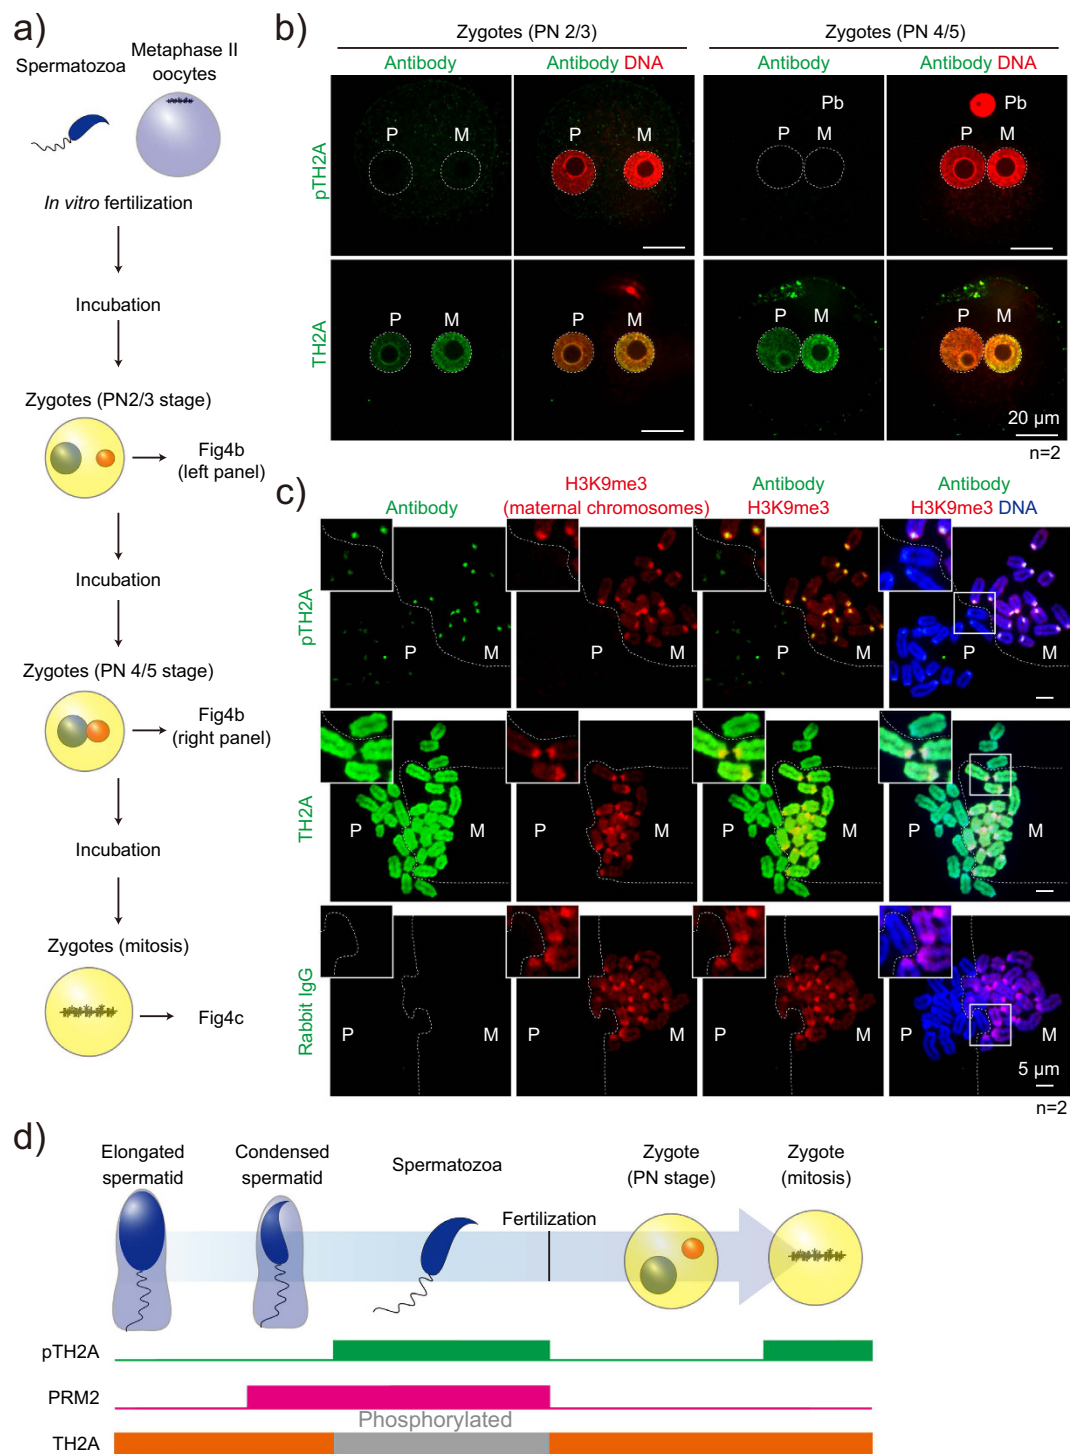 a)
Spermatozoa
Metaphase II
oocytes
In vitro fertilization
Incubation
Zygotes (PN2/3 stage)
Fig4b
(left panel)
Incubation
Zygotes (PN 4/5 stage)
Fig4b
(right panel)
Incubation
Zygotes (mitosis)
Fig4c
b)
Zygotes (PN 2/3)
Zygotes (PN 4/5)
Antibody
Antibody DNA
Antibody
Antibody DNA
pTH2A
P M
P M
Pb
P M
Pb
P M
TH2A
P M
P M
P M
P M
20 µm
n=2
c)
Antibody
H3K9me3
(maternal chromosomes)
Antibody
H3K9me3
Antibody
H3K9me3 DNA
pTH2A
P M
P M
P M
P M
TH2A
P M
P M
P M
P M
Rabbit IgG
P M
P M
P M
P M
5 µm
n=2
d)
Elongated
spermatid
Condensed
spermatid
Spermatozoa
Fertilization
Zygote
(PN stage)
Zygote
(mitosis)
pTH2A
PRM2
Phosphorylated
TH2A